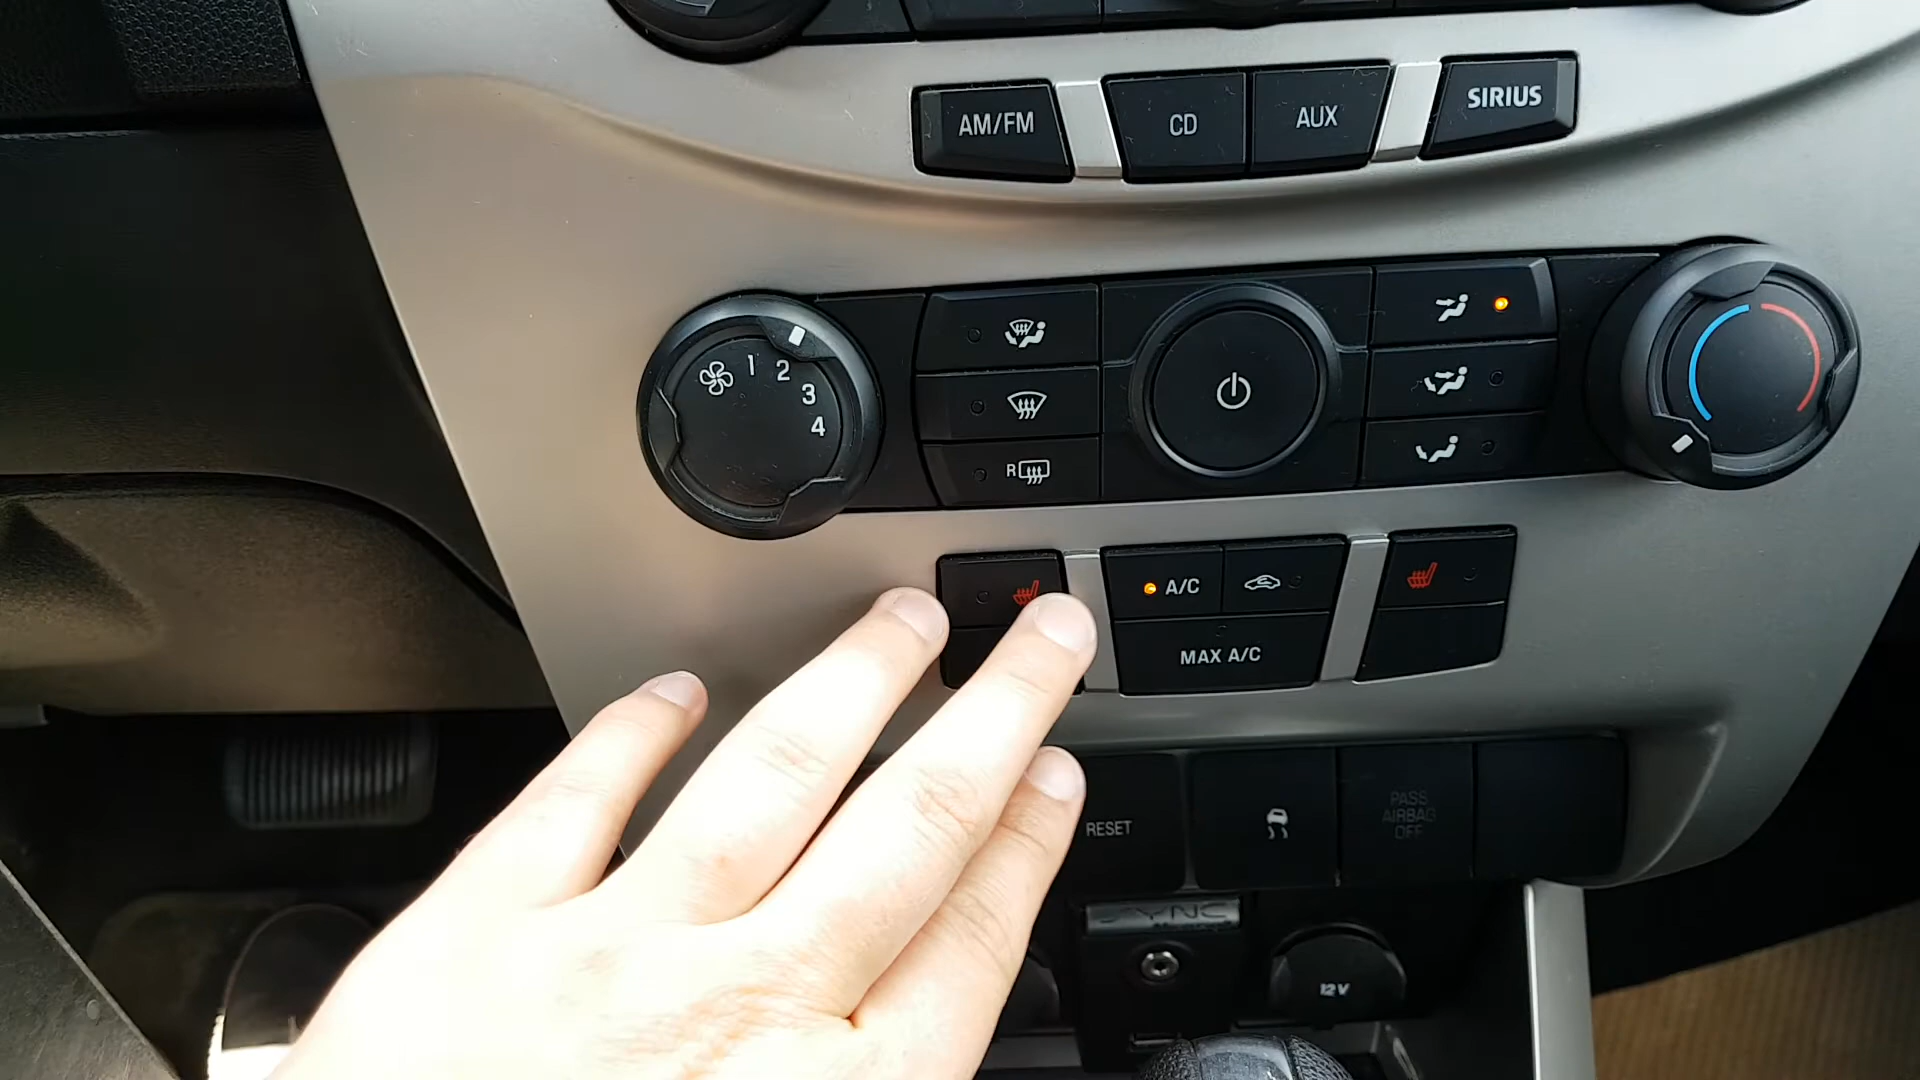 AM/FM
CD
AUX
SIRIUS
1
2
3
4
R
A/C
MAX A/C
RESET
PASS
AIRBAG
OFF
SYNC
12V